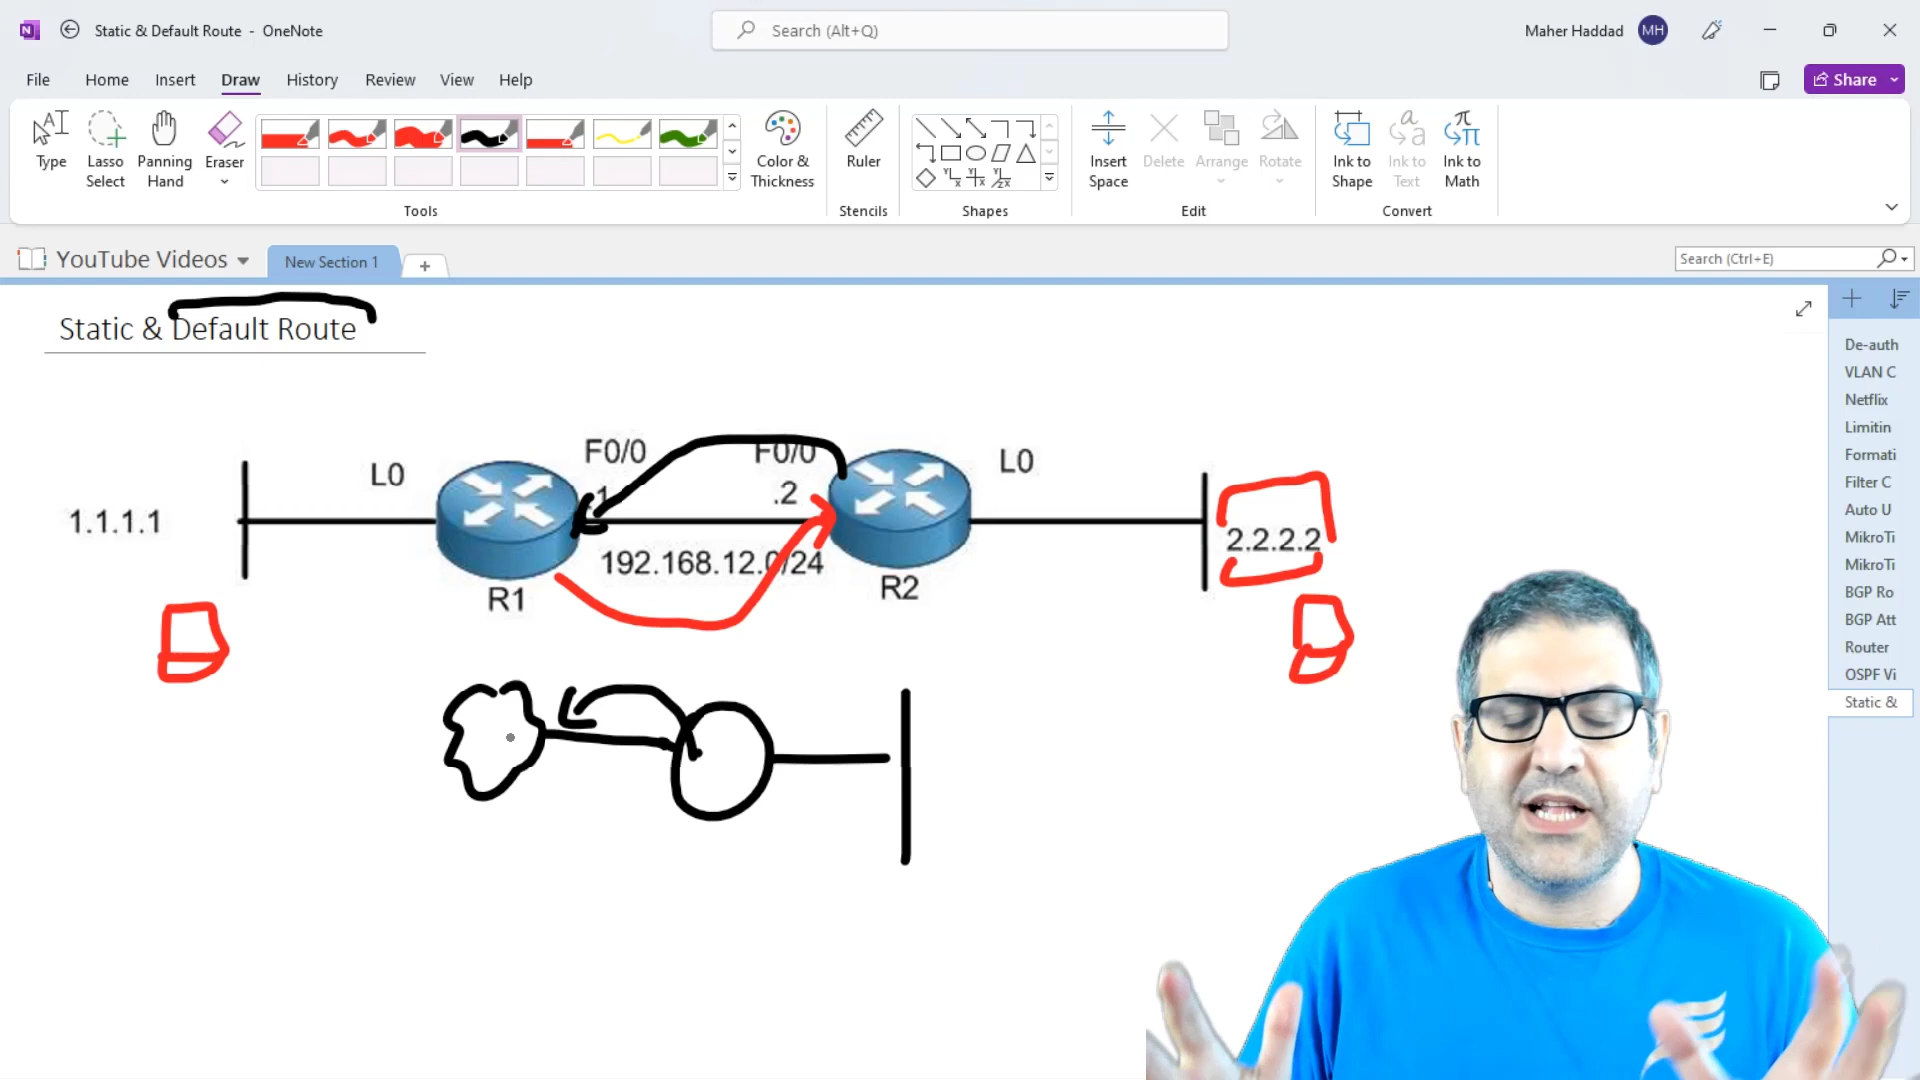 Static & Default Route - OneNote
Search (Alt+Q)
Maher Haddad
MH
File
Home
Insert
Draw
History
Review
View
Help
Share
Type
Lasso Select
Panning Hand
Eraser
Color & Thickness
Tools
Ruler
Stencils
Shapes
Insert Space
Delete
Arrange
Rotate
Edit
Ink to Shape
Ink to Text
Ink to Math
Convert
YouTube Videos
New Section 1
Search (Ctrl+E)
Static & Default Route
F0/0
F0/0
L0
L0
.1
.2
1.1.1.1
2.2.2.2
192.168.12.0/24
R1
R2
De-auth
VLAN C
Netflix
Limitin
Formati
Filter C
Auto U
MikroTi
MikroTi
BGP Ro
BGP Att
Router
OSPF Vi
Static &